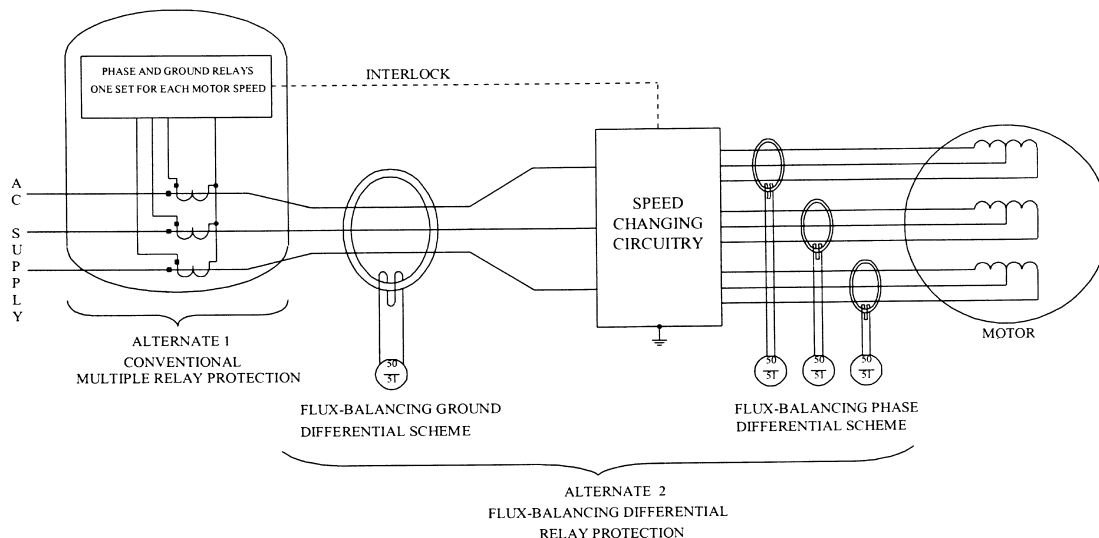 PHASE AND GROUND RELAYS
ONE SET FOR EACH MOTOR SPEED
INTERLOCK
AC SUPPLY
SPEED
CHANGING
CIRCUITRY
MOTOR
ALTERNATE 1
CONVENTIONAL
MULTIPLE RELAY PROTECTION
50
51
50
51
50
51
50
51
FLUX-BALANCING GROUND
DIFFERENTIAL SCHEME
FLUX-BALANCING PHASE
DIFFERENTIAL SCHEME
ALTERNATE 2
FLUX-BALANCING DIFFERENTIAL
RELAY PROTECTION